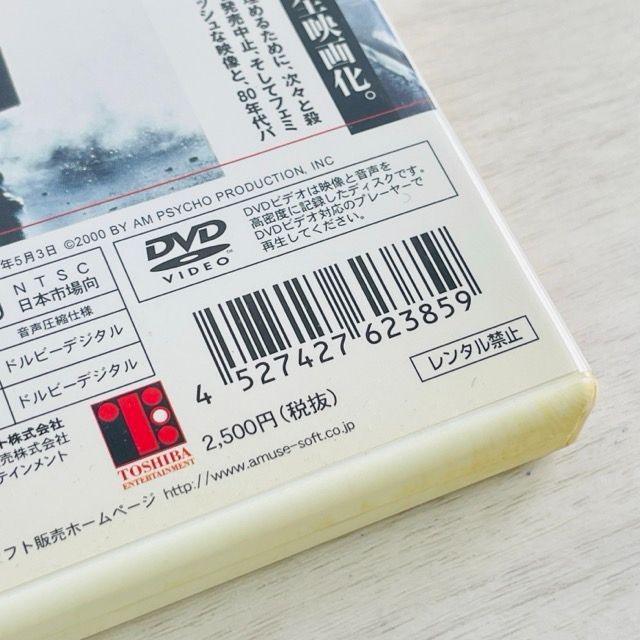 映画化。
埋めるために、次々と殺
発売中止、そしてフェミ
ッシュな映像と、80年代バ
年5月3日 ©2000 BY AM PSYCHO PRODUCTION, INC
DVD
VIDEO
DVDビデオは映像と音声を
高密度に記録したディスクです。
DVDビデオ対応のプレーヤーで
再生してください。
NTSC
日本市場向
音声圧縮仕様
ドルビーデジタル
ドルビーデジタル
4 527427 623859
レンタル禁止
2,500円(税抜)
TOSHIBA
ENTERTAINMENT
ト株式会社
売株式会社
テインメント
http://www.amuse-soft.co.jp
フト販売ホームページ